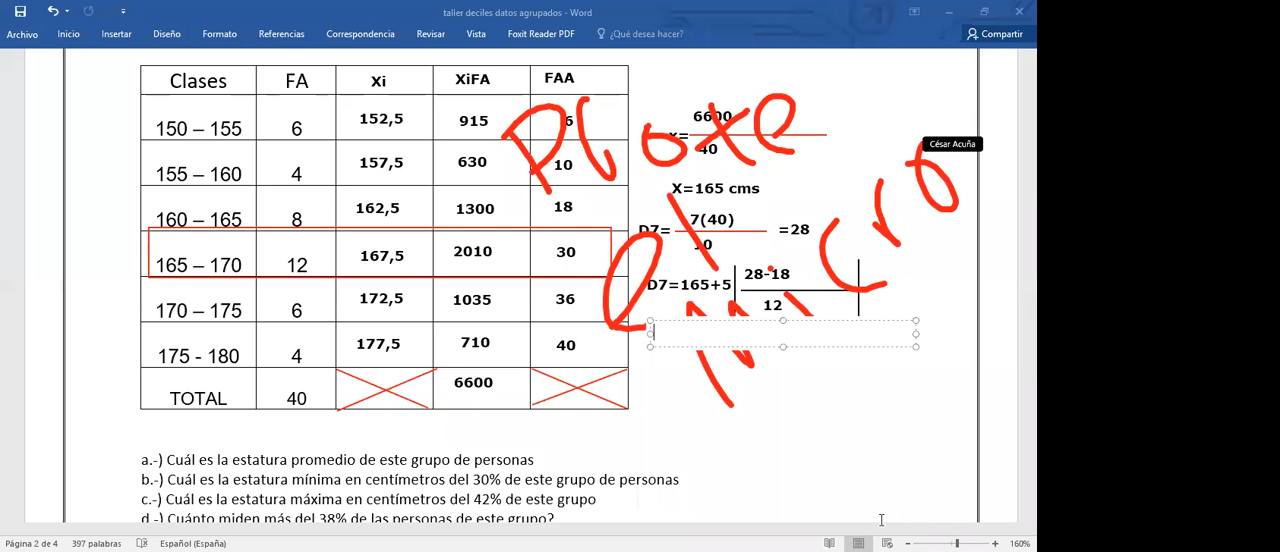 taller deciles datos agrupados - Word
Archivo Inicio Insertar Diseño Formato Referencias Correspondencia Revisar Vista Foxit Reader PDF ¿Qué desea hacer? Compartir
Clases FA Xi XiFA FAA
150 – 155 6 152,5 915 6
155 – 160 4 157,5 630 10
160 – 165 8 162,5 1300 18
165 – 170 12 167,5 2010 30
170 – 175 6 172,5 1035 36
175 - 180 4 177,5 710 40
TOTAL 40 6600
x= 6600
40
X=165 cms
D7= 7(40) =28
10
D7=165+5 28-18
12
César Acuña
a.-) Cuál es la estatura promedio de este grupo de personas
b.-) Cuál es la estatura mínima en centímetros del 30% de este grupo de personas
c.-) Cuál es la estatura máxima en centímetros del 42% de este grupo
d.-) Cuánto miden más del 38% de las personas de este grupo?
Página 2 de 4 397 palabras Español (España) 160%